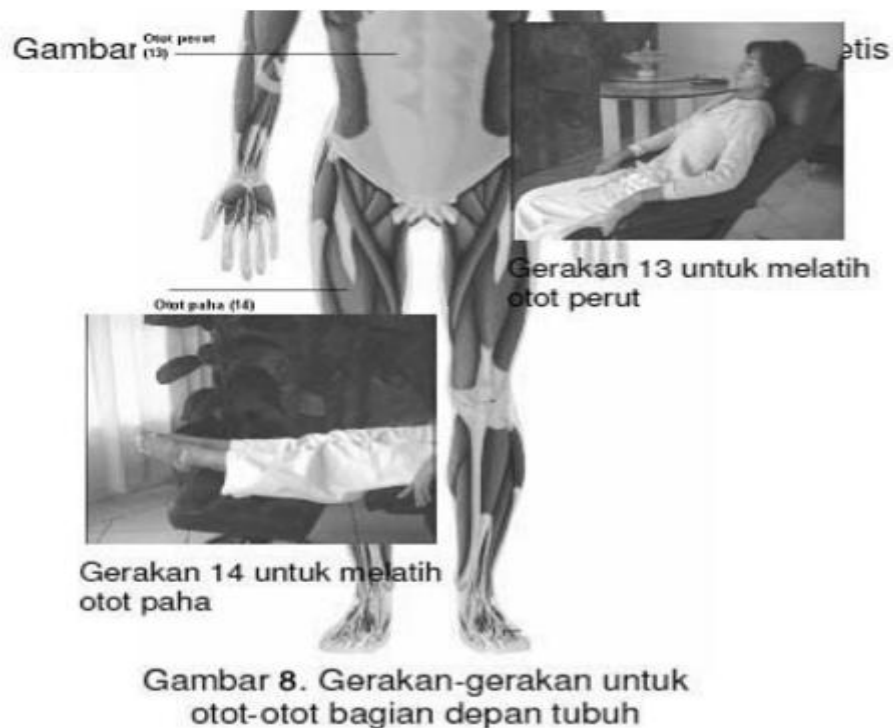 Otot perut
(13)
Gambar etis
Gerakan 13 untuk melatih
otot perut
Otot paha (14)
Gerakan 14 untuk melatih
otot paha
Gambar 8. Gerakan-gerakan untuk
otot-otot bagian depan tubuh